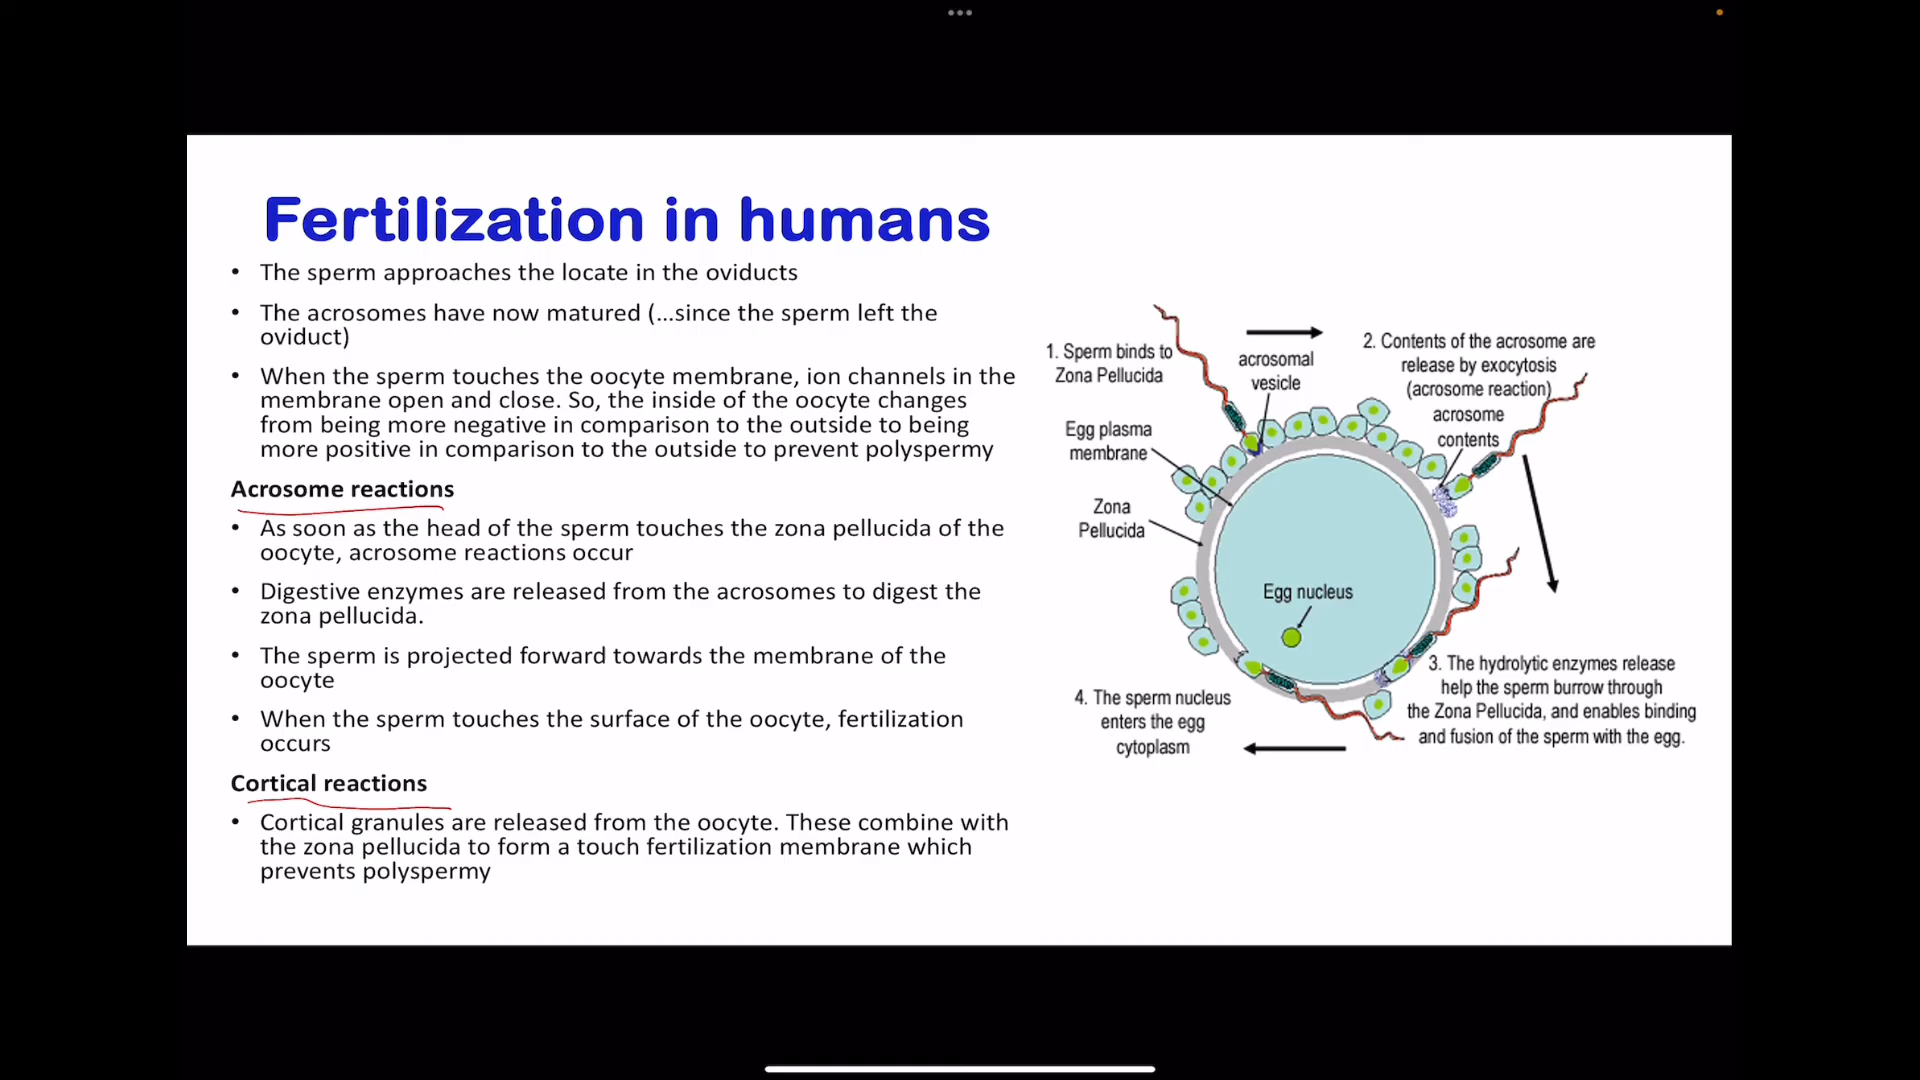 Fertilization in humans
• The sperm approaches the locate in the oviducts
• The acrosomes have now matured (...since the sperm left the
oviduct)
• When the sperm touches the oocyte membrane, ion channels in the
membrane open and close. So, the inside of the oocyte changes
from being more negative in comparison to the outside to being
more positive in comparison to the outside to prevent polyspermy
Acrosome reactions
• As soon as the head of the sperm touches the zona pellucida of the
oocyte, acrosome reactions occur
• Digestive enzymes are released from the acrosomes to digest the
zona pellucida.
• The sperm is projected forward towards the membrane of the
oocyte
• When the sperm touches the surface of the oocyte, fertilization
occurs
Cortical reactions
• Cortical granules are released from the oocyte. These combine with
the zona pellucida to form a touch fertilization membrane which
prevents polyspermy
1. Sperm binds to
Zona Pellucida
acrosomal
vesicle
2. Contents of the acrosome are
release by exocytosis
(acrosome reaction)
acrosome
contents
Egg plasma
membrane
Zona
Pellucida
Egg nucleus
3. The hydrolytic enzymes release
help the sperm burrow through
the Zona Pellucida, and enables binding
and fusion of the sperm with the egg.
4. The sperm nucleus
enters the egg
cytoplasm